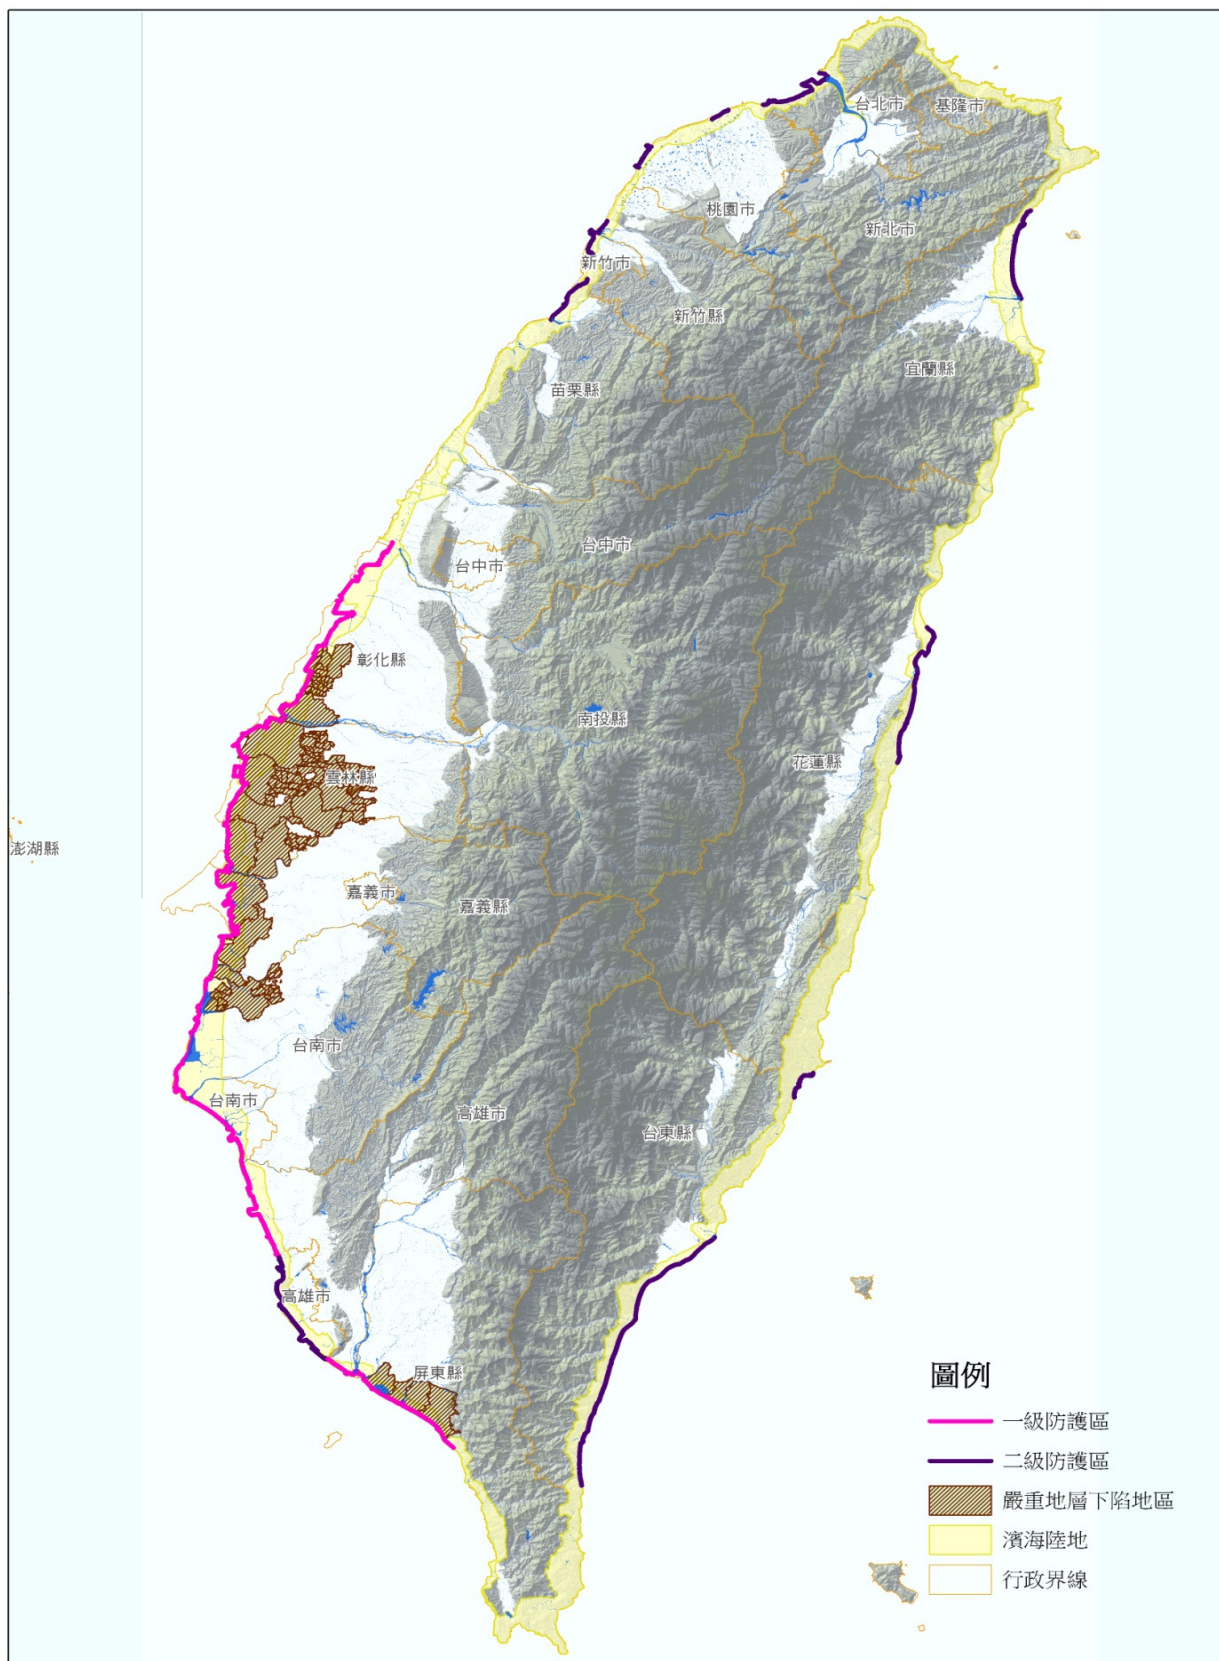 台北市
基隆市
桃園市
新北市
新竹市
新竹縣
宜蘭縣
苗栗縣
台中市
台中市
彰化縣
南投縣
花蓮縣
雲林縣
澎湖縣
嘉義市
嘉義縣
台南市
台南市
高雄市
台東縣
高雄市
屏東縣
圖例
一級防護區
二級防護區
嚴重地層下陷地區
濱海陸地
行政界線